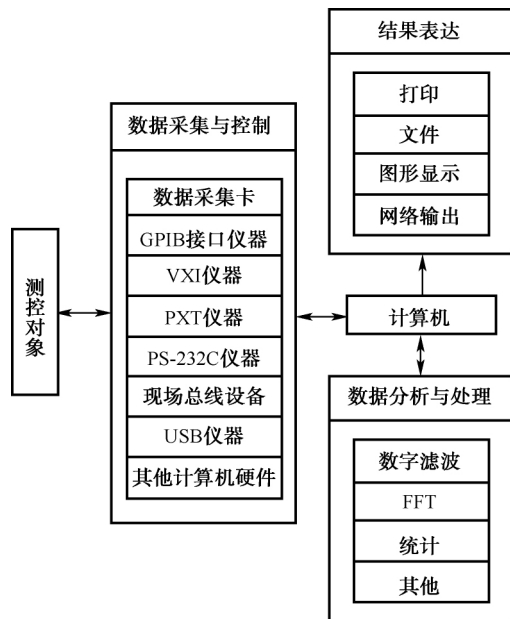 测控对象
数据采集与控制
数据采集卡
GPIB接口仪器
VXI仪器
PXT仪器
PS-232C仪器
现场总线设备
USB仪器
其他计算机硬件
结果表达
打印
文件
图形显示
网络输出
计算机
数据分析与处理
数字滤波
FFT
统计
其他